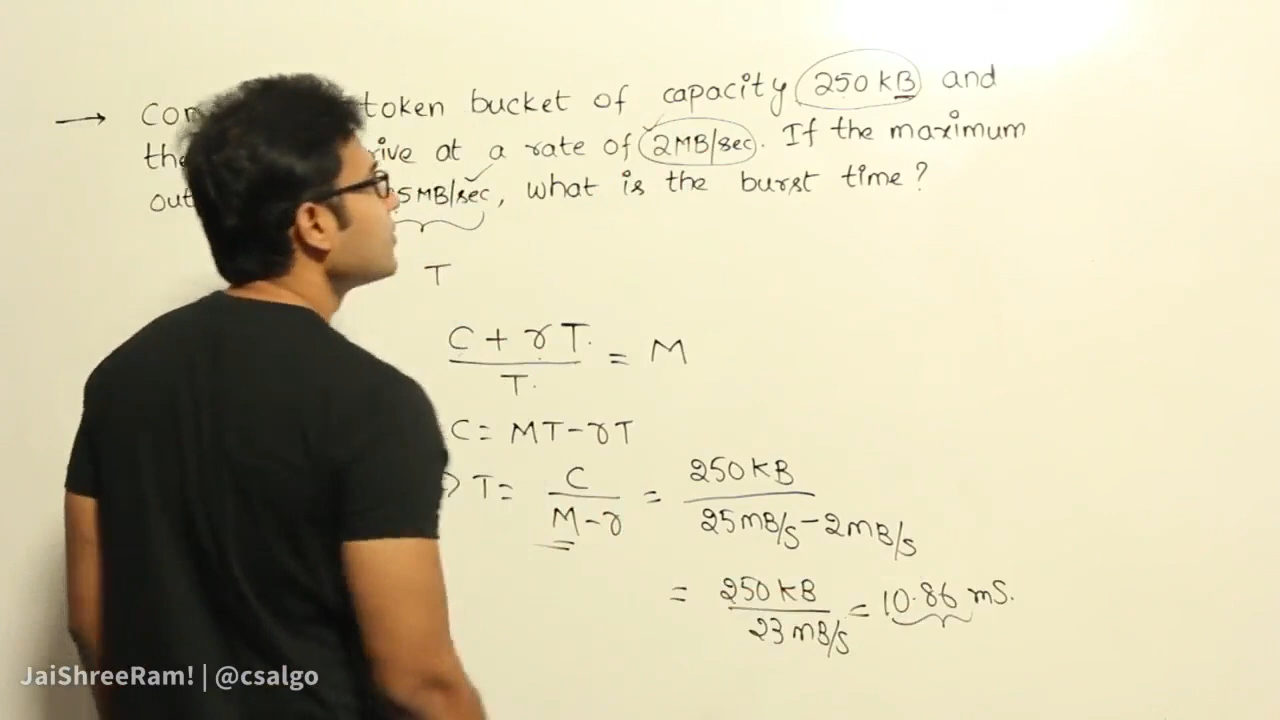 → Con token bucket of capacity 250 KB and
the rive at a rate of 2MB/sec. If the maximum
out 5MB/sec, what is the burst time?
T
C + rT / T = M
C = MT - rT
⇒ T = C / M - r = 250 KB / 25 MB/s - 2 MB/s
= 250 KB / 23 MB/s = 10.86 ms.
JaiShreeRam! | @csalgo